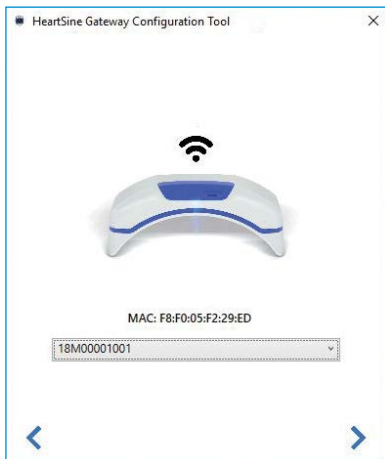 HeartSine Gateway Configuration Tool
MAC: F8:F0:05:F2:29:ED
18M00001001